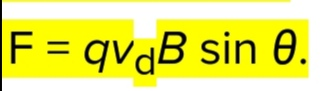 F = qv_dB sin θ.